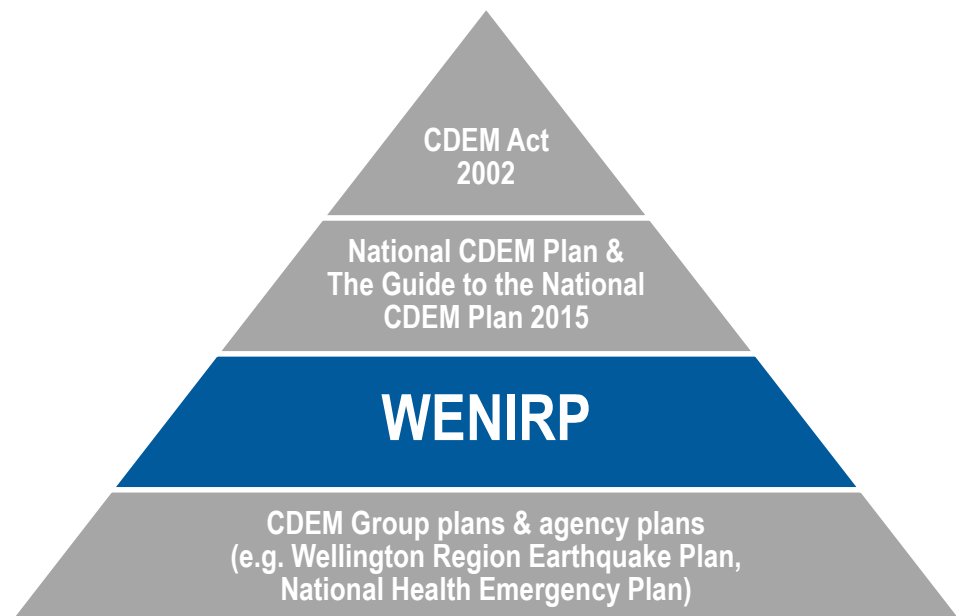 CDEM Act
2002
National CDEM Plan &
The Guide to the National
CDEM Plan 2015
WENIRP
CDEM Group plans & agency plans
(e.g. Wellington Region Earthquake Plan,
National Health Emergency Plan)